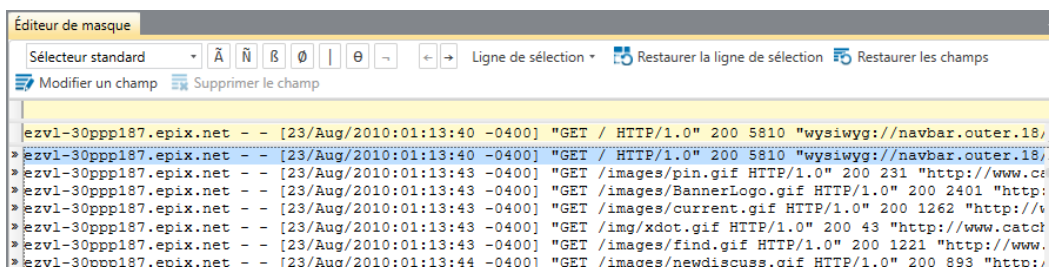 Éditeur de masque
Sélecteur standard Ã Ñ ß Ø | Ɵ ¬ ← → Ligne de sélection Restaurer la ligne de sélection Restaurer les champs
Modifier un champ Supprimer le champ
ezvl-30ppp187.epix.net - - [23/Aug/2010:01:13:40 -0400] "GET / HTTP/1.0" 200 5810 "wysiwyg://navbar.outer.18/
» ezvl-30ppp187.epix.net - - [23/Aug/2010:01:13:40 -0400] "GET / HTTP/1.0" 200 5810 "wysiwyg://navbar.outer.18/
» ezvl-30ppp187.epix.net - - [23/Aug/2010:01:13:43 -0400] "GET /images/pin.gif HTTP/1.0" 200 231 "http://www.ca
» ezvl-30ppp187.epix.net - - [23/Aug/2010:01:13:43 -0400] "GET /images/BannerLogo.gif HTTP/1.0" 200 2401 "http:
» ezvl-30ppp187.epix.net - - [23/Aug/2010:01:13:43 -0400] "GET /images/current.gif HTTP/1.0" 200 1262 "http://w
» ezvl-30ppp187.epix.net - - [23/Aug/2010:01:13:43 -0400] "GET /img/xdot.gif HTTP/1.0" 200 43 "http://www.catch
» ezvl-30ppp187.epix.net - - [23/Aug/2010:01:13:43 -0400] "GET /images/find.gif HTTP/1.0" 200 1221 "http://www.
» ezvl-30ppp187.epix.net - - [23/Aug/2010:01:13:44 -0400] "GET /images/newdiscuss.gif HTTP/1.0" 200 893 "http:/